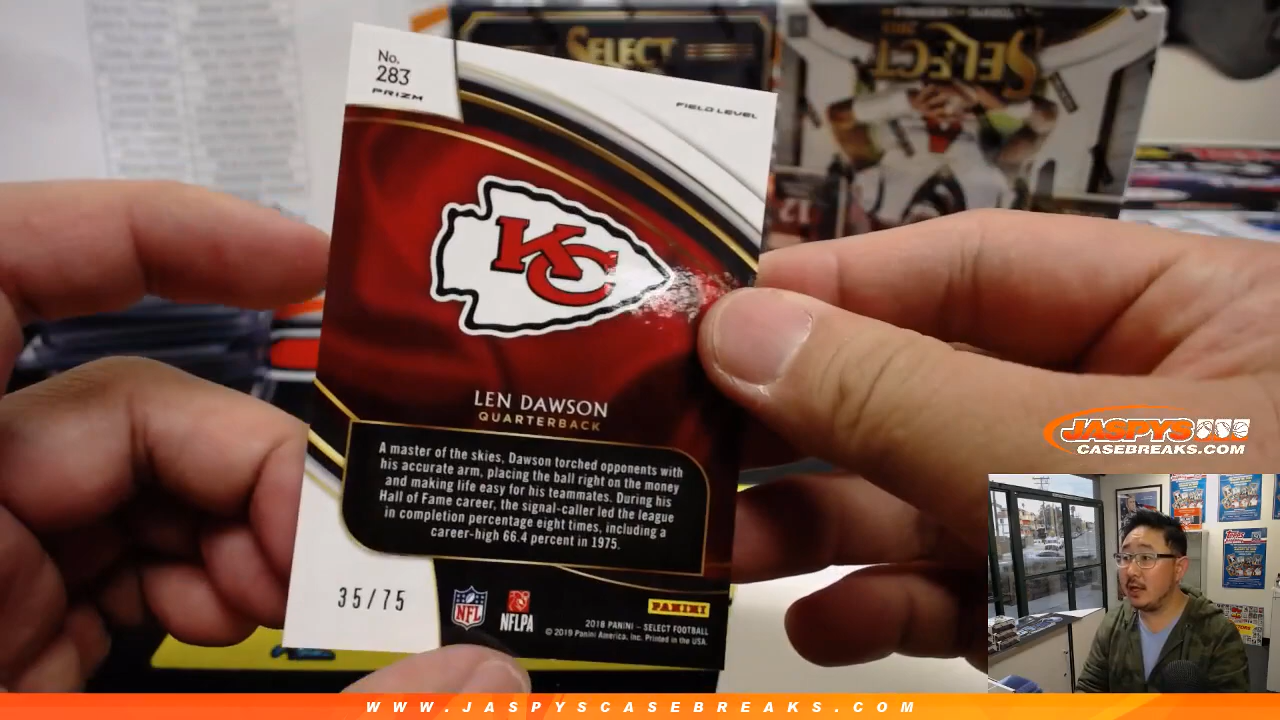 SELECT
SELECT
No.
283
PRIZM
FIELD LEVEL
KC
LEN DAWSON
QUARTERBACK
A master of the skies, Dawson torched opponents with
his accurate arm, placing the ball right on the money
and making life easy for his teammates. During his
Hall of Fame career, the signal-caller led the league
in completion percentage eight times, including a
career-high 66.4 percent in 1975.
35/75
NFL
NFLPA
PANINI
2018 PANINI – SELECT FOOTBALL
© 2019 Panini America, Inc. Printed in the USA.
JASPYS
CASEBREAKS.COM
Topps
WWW.JASPYSCASEBREAKS.COM